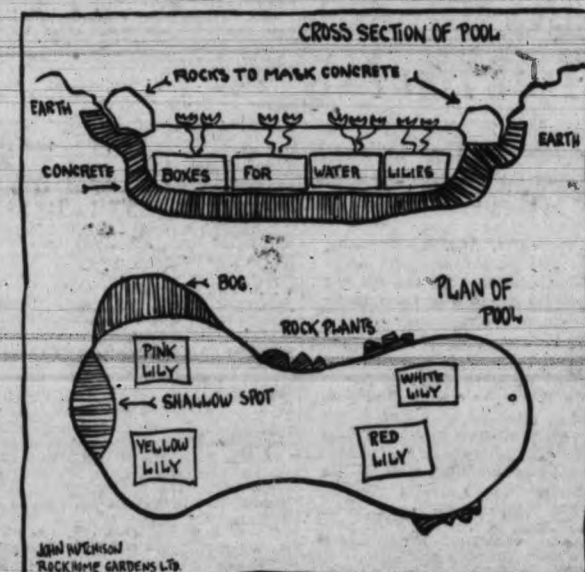 CROSS SECTION OF POOL
ROCKS TO MASK CONCRETE
EARTH
EARTH
CONCRETE
BOXES FOR WATER LILIES
BOG
PLAN OF
POOL
ROCK PLANTS
PINK
LILY
WHITE
LILY
SHALLOW SPOT
YELLOW
LILY
RED
LILY
JOHN HUTCHISON
ROCKHOME GARDENS LTD.